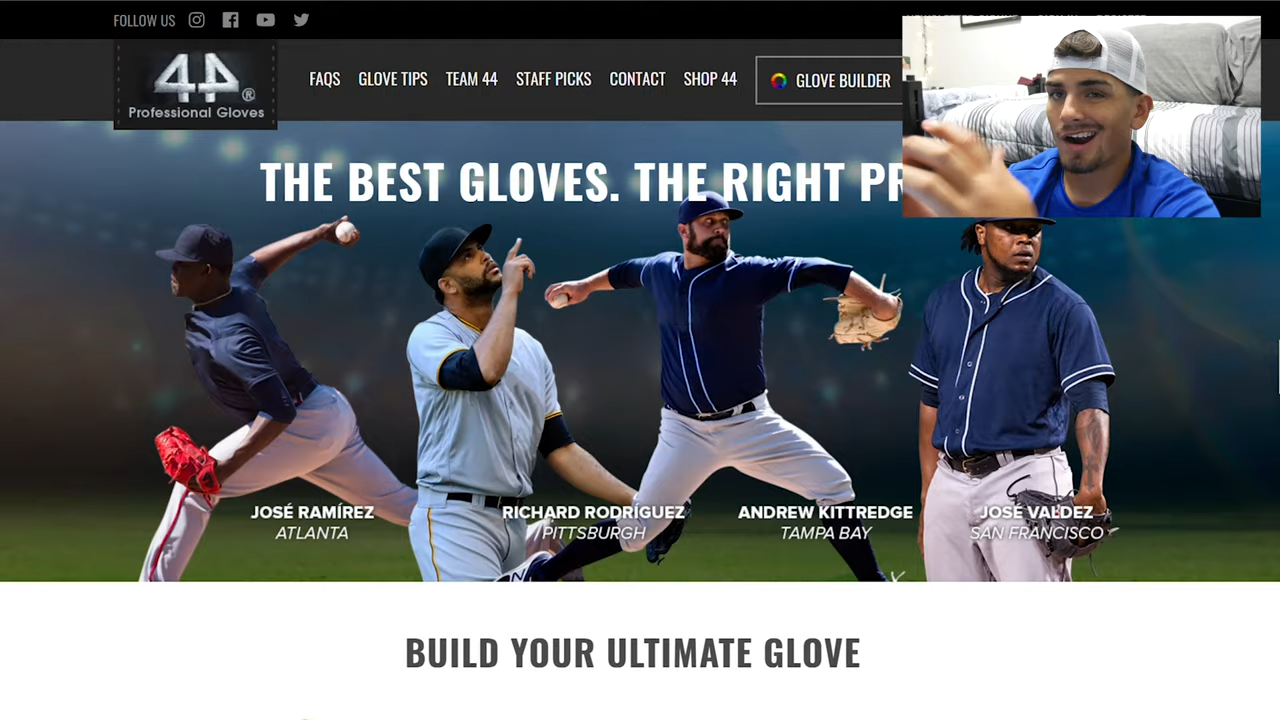 FOLLOW US
44®
Professional Gloves
FAQS GLOVE TIPS TEAM 44 STAFF PICKS CONTACT SHOP 44 GLOVE BUILDER
THE BEST GLOVES. THE RIGHT PR
JOSÉ RAMÍREZ RICHARD RODRÍGUEZ ANDREW KITTREDGE JOSÉ VALDEZ
ATLANTA PITTSBURGH TAMPA BAY SAN FRANCISCO
BUILD YOUR ULTIMATE GLOVE